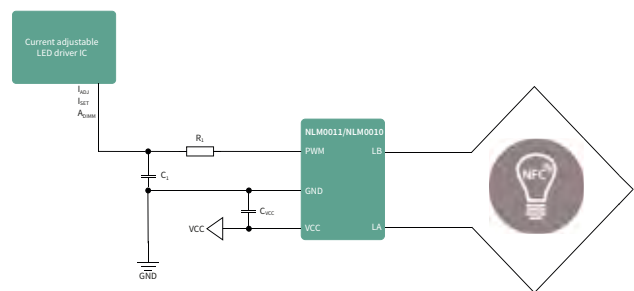 Current adjustable
LED driver IC
IADJ
ISET
ADIMM
R1
NLM0011/NLM0010
PWM
LB
C1
GND
CVCC
VCC
VCC
LA
GND
NFC